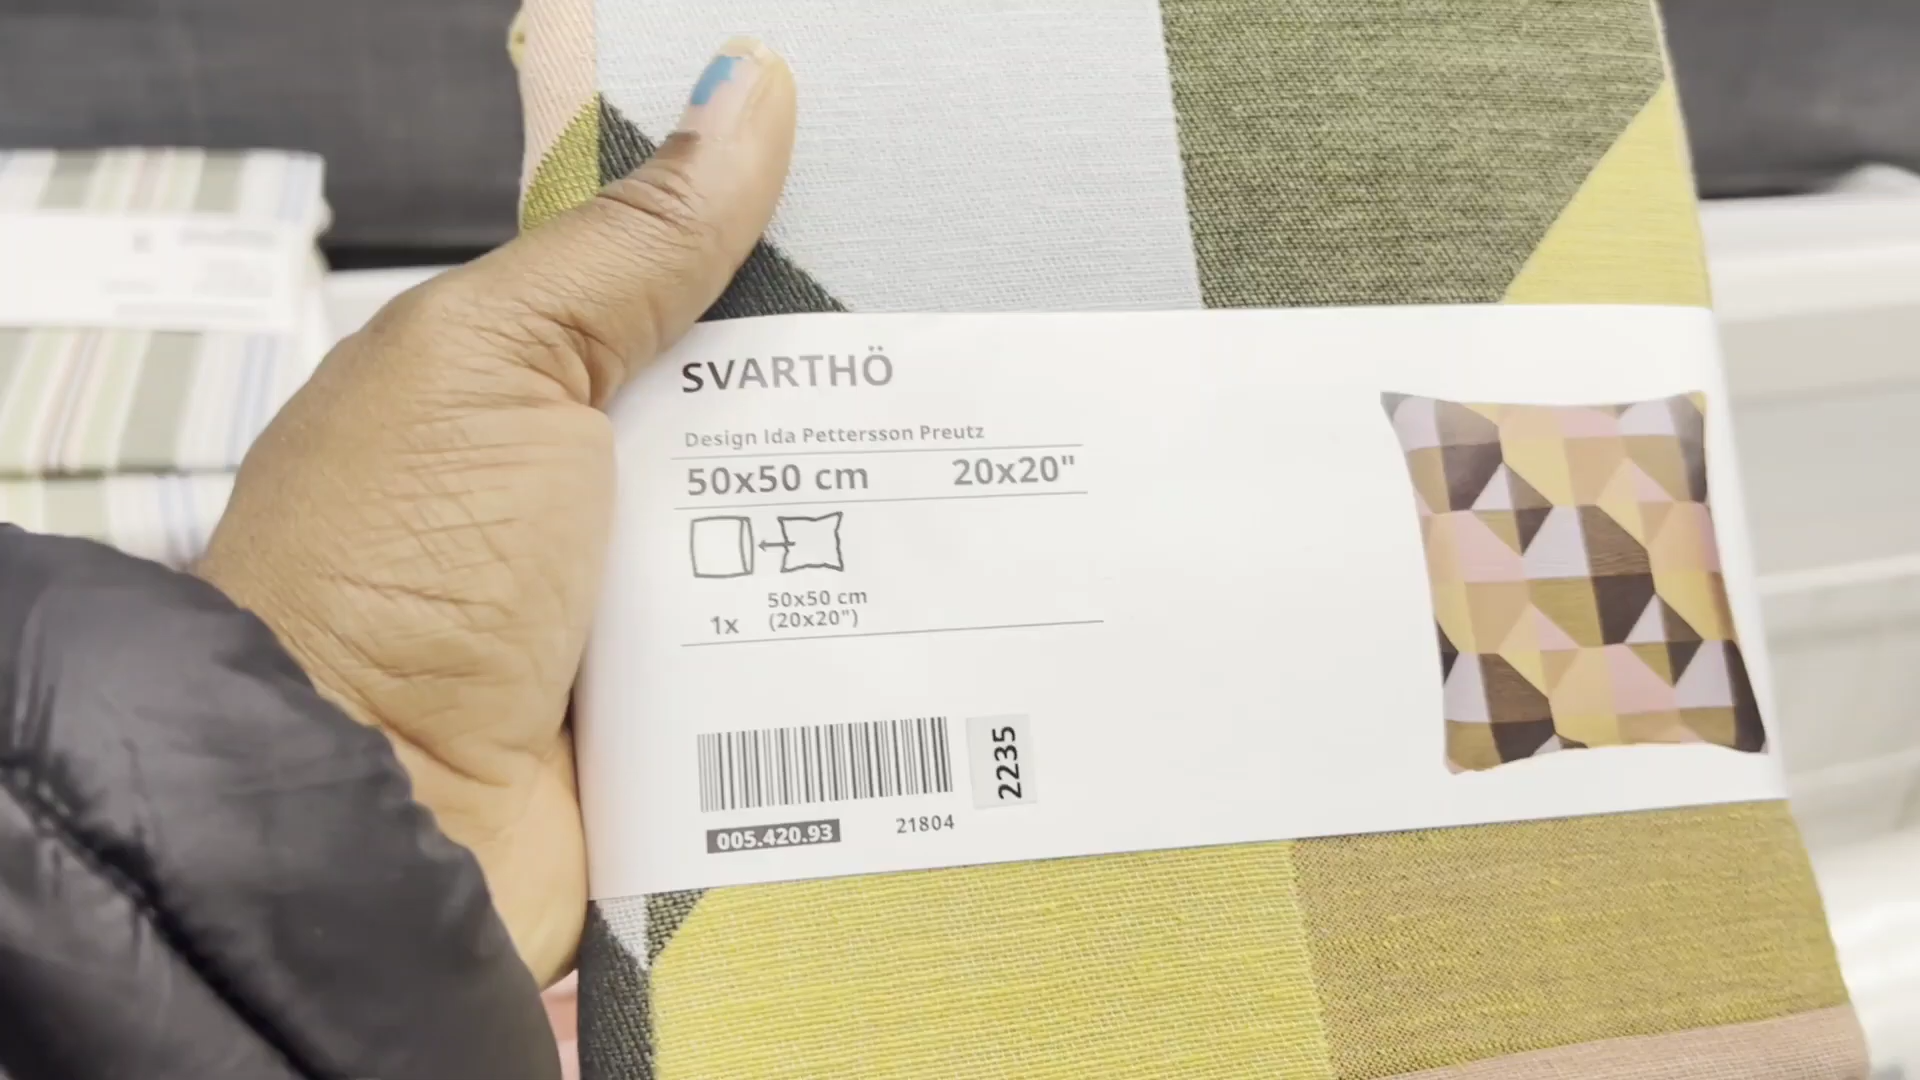 SVARTHÖ
Design Ida Pettersson Preutz
50x50 cm 20x20"
50x50 cm
1x (20x20")
2235
005.420.93 21804